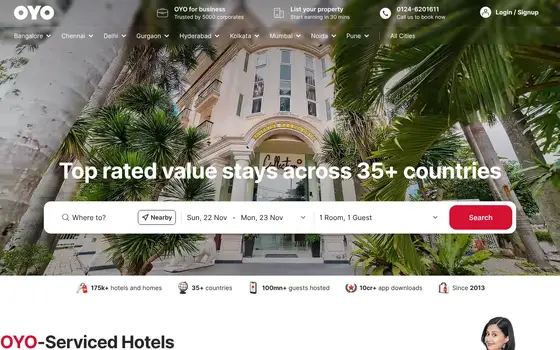 OYO
OYO for business
Trusted by 5000 corporates
List your property
Start earning in 30 mins
0124-6201611
Call us to book now
Login / Signup
Bangalore
Chennai
Delhi
Gurgaon
Hyderabad
Kolkata
Mumbai
Noida
Pune
All Cities
Collection
Top rated value stays across 35+ countries
Where to?
Nearby
Sun, 22 Nov - Mon, 23 Nov
1 Room, 1 Guest
Search
175k+ hotels and homes
35+ countries
100mn+ guests hosted
10cr+ app downloads
Since 2013
OYO-Serviced Hotels